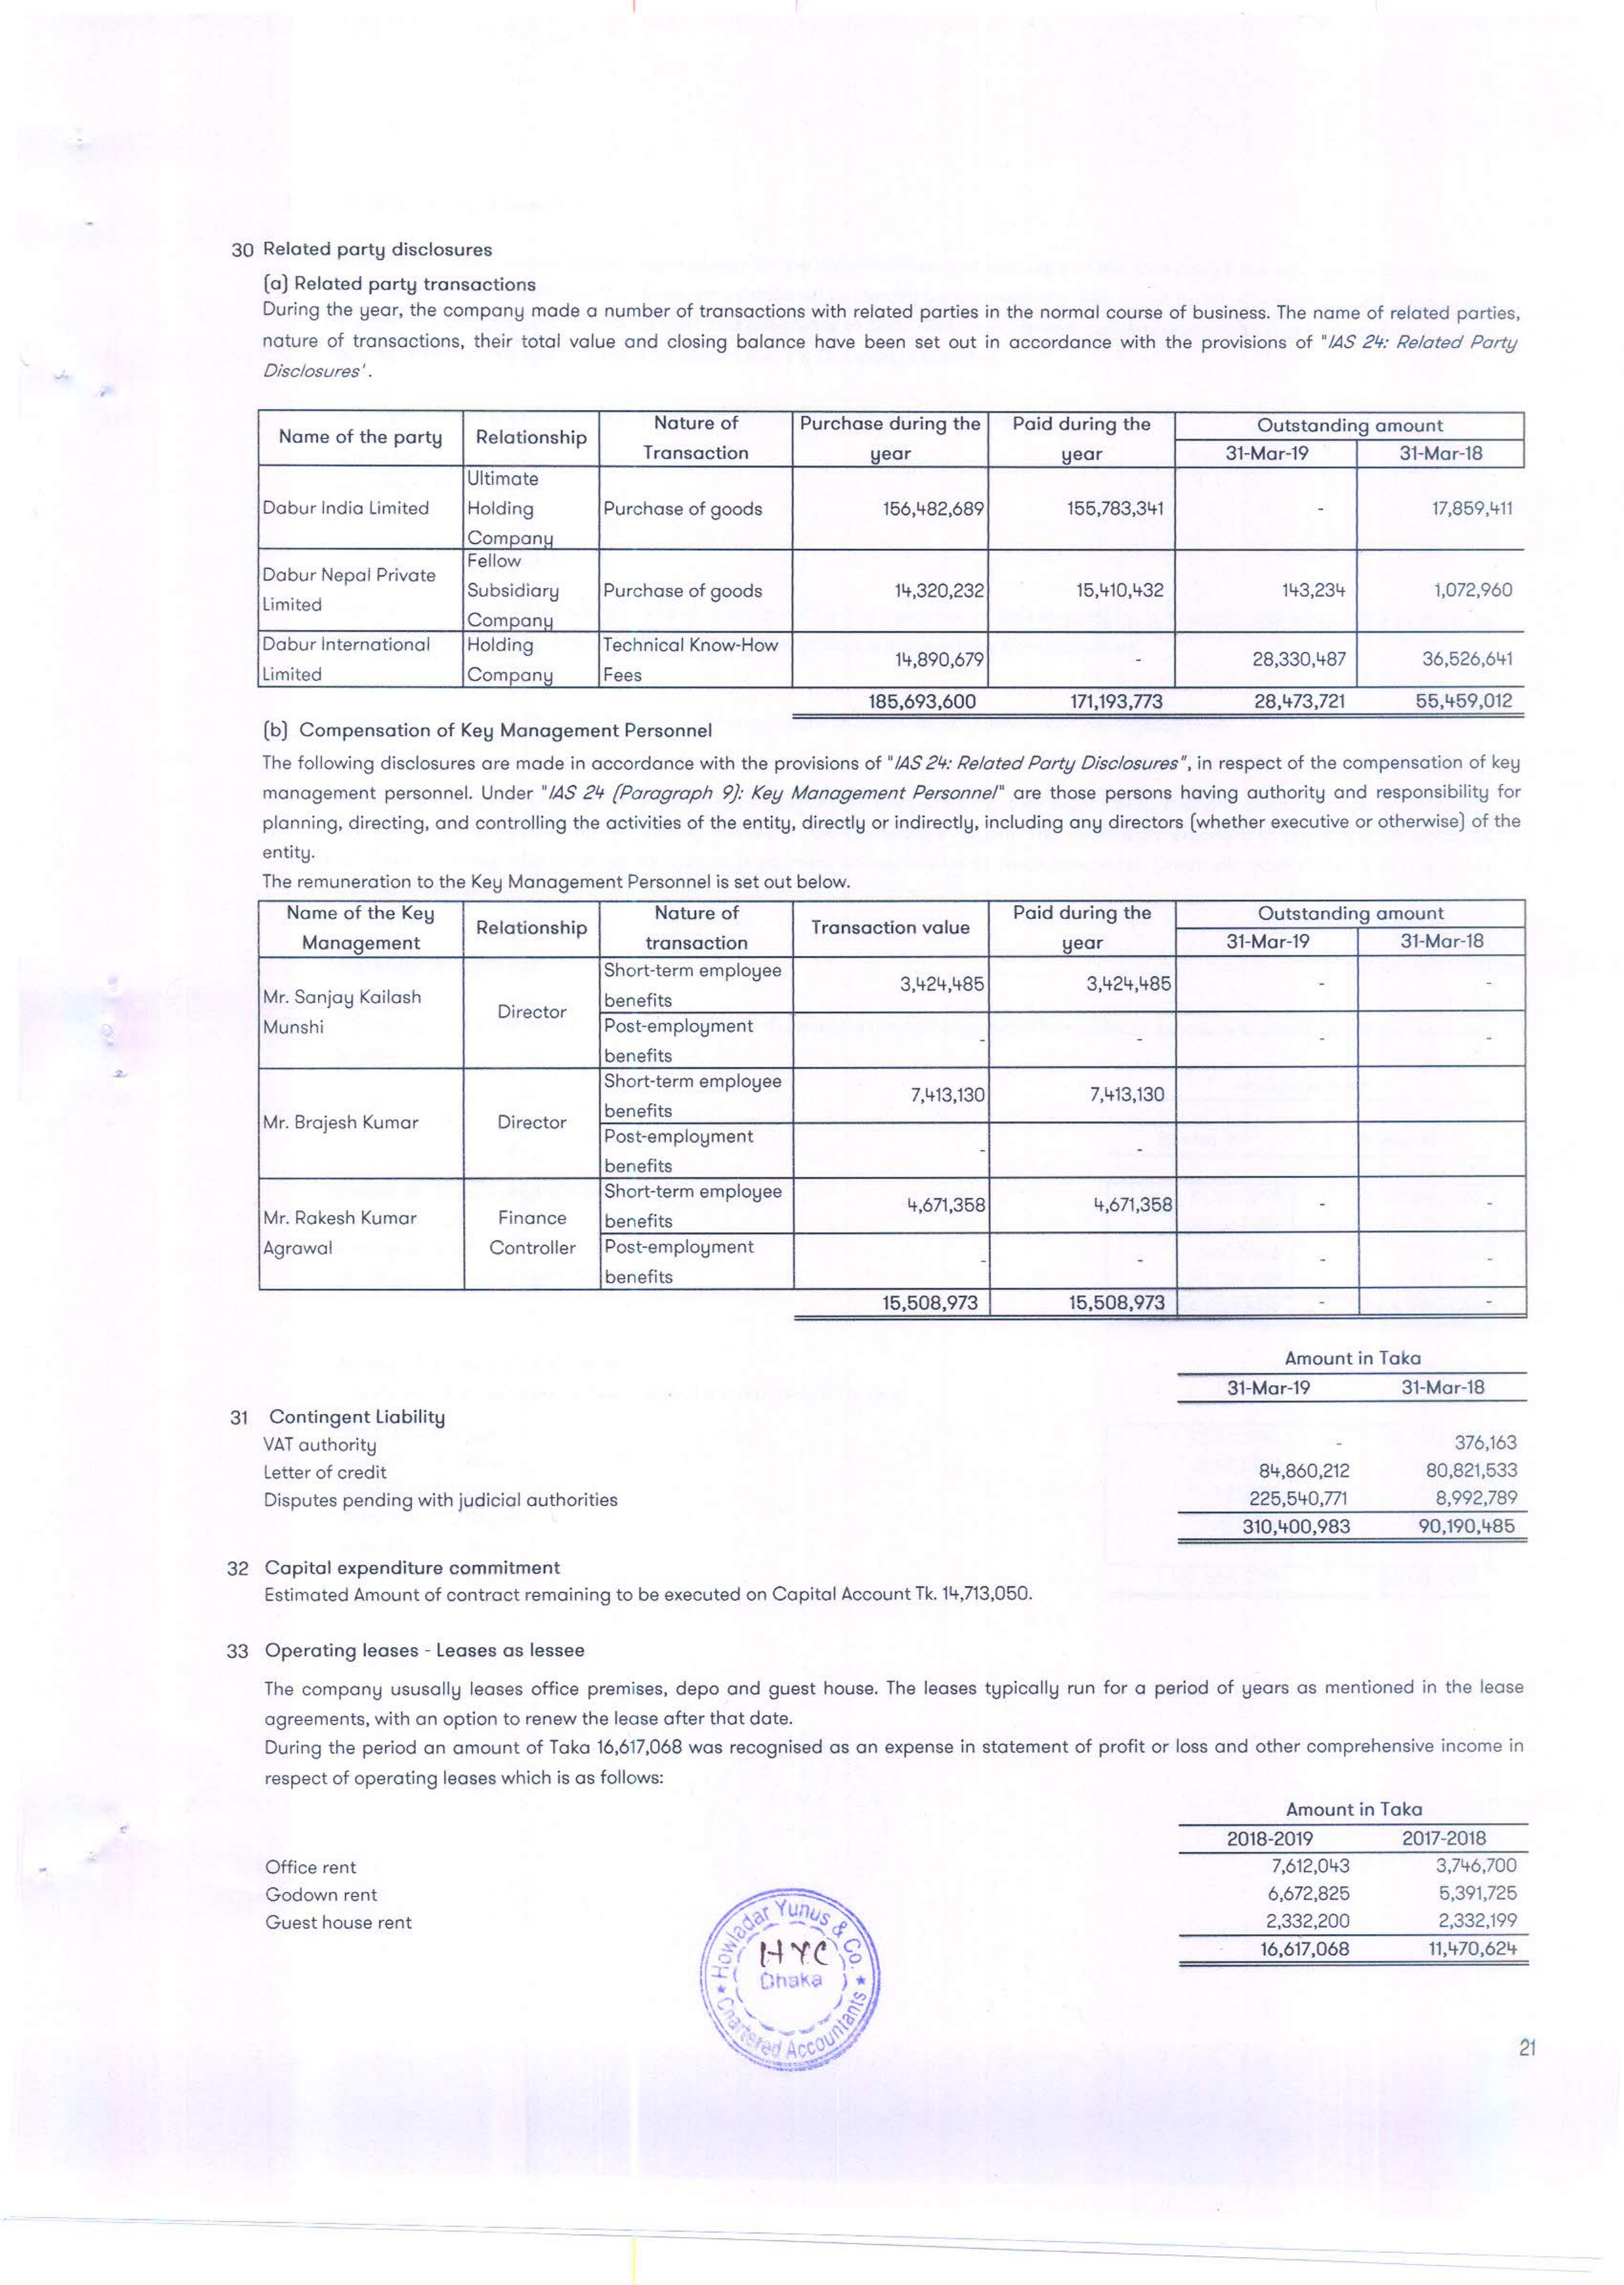 30 Related party disclosures
(a) Related party transactions
During the year, the company made a number of transactions with related parties in the normal course of business. The name of related parties,
nature of transactions, their total value and closing balance have been set out in accordance with the provisions of "IAS 24: Related Party
Disclosures'.
Name of the party Relationship Nature of Transaction Purchase during the year Paid during the year Outstanding amount
31-Mar-19 31-Mar-18
Dabur India Limited Ultimate Holding Company Purchase of goods 156,482,689 155,783,341 - 17,859,411
Dabur Nepal Private Limited Fellow Subsidiary Company Purchase of goods 14,320,232 15,410,432 143,234 1,072,960
Dabur International Limited Holding Company Technical Know-How Fees 14,890,679 - 28,330,487 36,526,641
185,693,600 171,193,773 28,473,721 55,459,012
(b) Compensation of Key Management Personnel
The following disclosures are made in accordance with the provisions of "IAS 24: Related Party Disclosures", in respect of the compensation of key
management personnel. Under "IAS 24 (Paragraph 9): Key Management Personnel" are those persons having authority and responsibility for
planning, directing, and controlling the activities of the entity, directly or indirectly, including any directors (whether executive or otherwise) of the
entity.
The remuneration to the Key Management Personnel is set out below.
Name of the Key Management Relationship Nature of transaction Transaction value Paid during the year Outstanding amount
31-Mar-19 31-Mar-18
Mr. Sanjay Kailash Munshi Director Short-term employee benefits 3,424,485 3,424,485 - -
Post-employment benefits - - - -
Mr. Brajesh Kumar Director Short-term employee benefits 7,413,130 7,413,130
Post-employment benefits - -
Mr. Rakesh Kumar Agrawal Finance Controller Short-term employee benefits 4,671,358 4,671,358 - -
Post-employment benefits - - - -
15,508,973 15,508,973 - -
Amount in Taka
31-Mar-19 31-Mar-18
31 Contingent Liability
VAT authority - 376,163
Letter of credit 84,860,212 80,821,533
Disputes pending with judicial authorities 225,540,771 8,992,789
310,400,983 90,190,485
32 Capital expenditure commitment
Estimated Amount of contract remaining to be executed on Capital Account Tk. 14,713,050.
33 Operating leases - Leases as lessee
The company ususally leases office premises, depo and guest house. The leases typically run for a period of years as mentioned in the lease
agreements, with an option to renew the lease after that date.
During the period an amount of Taka 16,617,068 was recognised as an expense in statement of profit or loss and other comprehensive income in
respect of operating leases which is as follows:
Amount in Taka
2018-2019 2017-2018
Office rent 7,612,043 3,746,700
Godown rent 6,672,825 5,391,725
Guest house rent 2,332,200 2,332,199
16,617,068 11,470,624
Howladar Yunus & Co.
HYC
Dhaka
Chartered Accountants
21